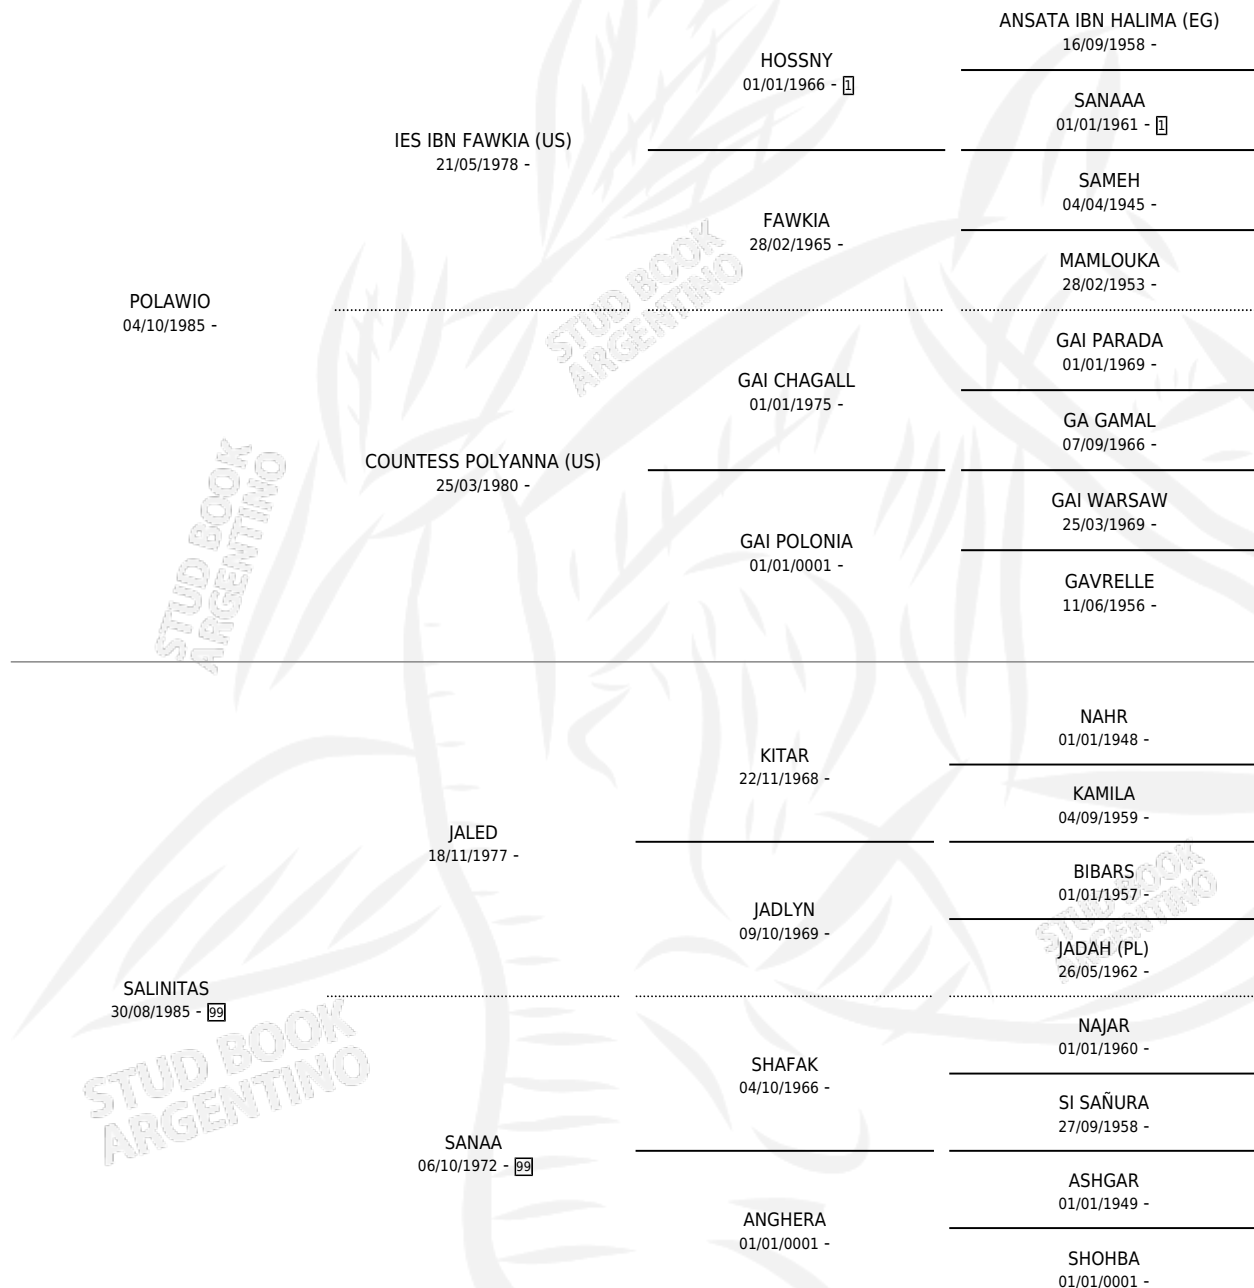 ANSATA IBN HALIMA (EG)
16/09/1958 -
HOSSNY
01/01/1966 - 1
SANAAA
01/01/1961 - 1
IES IBN FAWKIA (US)
21/05/1978 -
SAMEH
04/04/1945 -
FAWKIA
28/02/1965 -
MAMLOUKA
28/02/1953 -
POLAWIO
04/10/1985 -
STUD BOOK
ARGENTINO
GAI PARADA
01/01/1969 -
GAI CHAGALL
01/01/1975 -
GA GAMAL
07/09/1966 -
COUNTESS POLYANNA (US)
25/03/1980 -
GAI WARSAW
25/03/1969 -
GAI POLONIA
01/01/0001 -
GAVRELLE
11/06/1956 -
STUD BOOK
ARGENTINO
NAHR
01/01/1948 -
KITAR
22/11/1968 -
KAMILA
04/09/1959 -
JALED
18/11/1977 -
BIBARS
01/01/1957 -
JADLYN
09/10/1969 -
STUD BOOK
ARGENTINO
JADAH (PL)
26/05/1962 -
SALINITAS
30/08/1985 - 99
STUD BOOK
ARGENTINO
NAJAR
01/01/1960 -
SHAFAK
04/10/1966 -
SI SAÑURA
27/09/1958 -
SANAA
06/10/1972 - 99
ASHGAR
01/01/1949 -
ANGHERA
01/01/0001 -
SHOHBA
01/01/0001 -